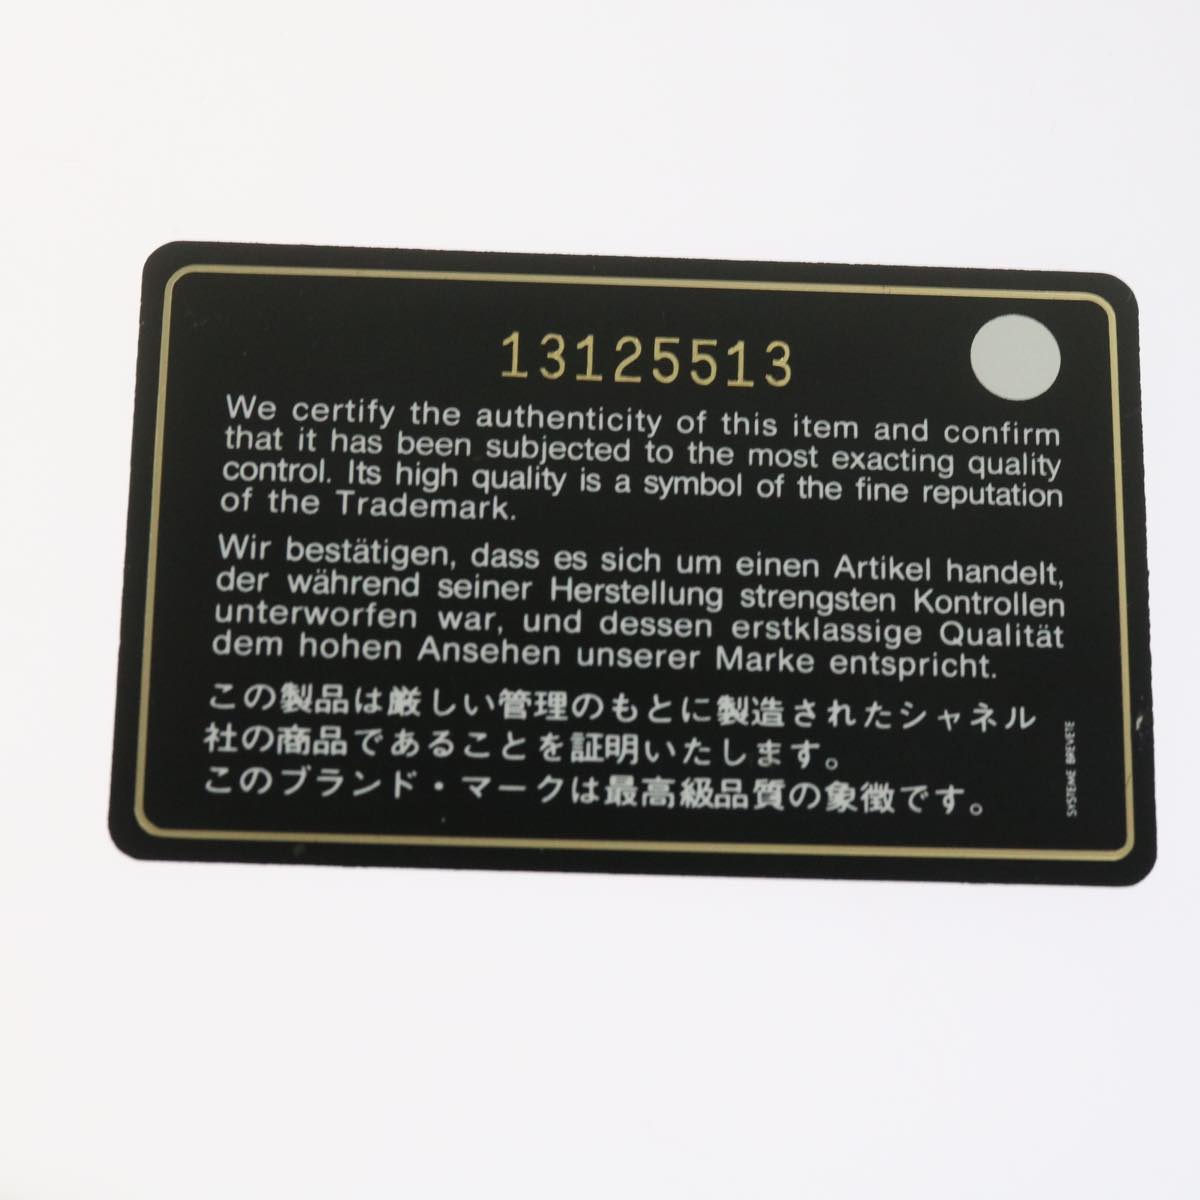 13125513
We certify the authenticity of this item and confirm
that it has been subjected to the most exacting quality
control. Its high quality is a symbol of the fine reputation
of the Trademark.
Wir bestätigen, dass es sich um einen Artikel handelt,
der während seiner Herstellung strengsten Kontrollen
unterworfen war, und dessen erstklassige Qualität
dem hohen Ansehen unserer Marke entspricht.
この製品は厳しい管理のもとに製造されたシャネル
社の商品であることを証明いたします。
このブランド・マークは最高級品質の象徴です。
SYSTEME BREVETE